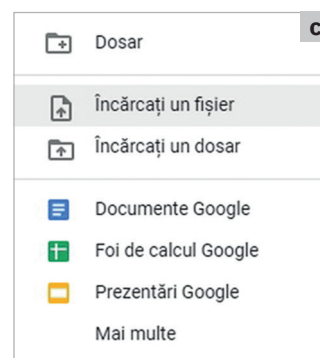 c
Dosar
Încărcați un fișier
Încărcați un dosar
Documente Google
Foi de calcul Google
Prezentări Google
Mai multe